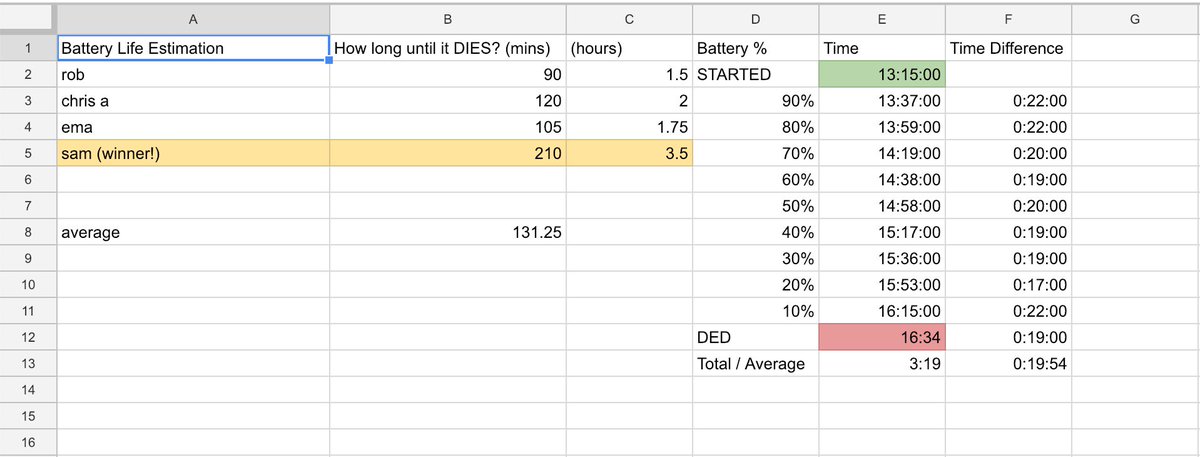 A B C D E F G
1 Battery Life Estimation How long until it DIES? (mins) (hours) Battery % Time Time Difference
2 rob 90 1.5 STARTED 13:15:00
3 chris a 120 2 90% 13:37:00 0:22:00
4 ema 105 1.75 80% 13:59:00 0:22:00
5 sam (winner!) 210 3.5 70% 14:19:00 0:20:00
6 60% 14:38:00 0:19:00
7 50% 14:58:00 0:20:00
8 average 131.25 40% 15:17:00 0:19:00
9 30% 15:36:00 0:19:00
10 20% 15:53:00 0:17:00
11 10% 16:15:00 0:22:00
12 DED 16:34 0:19:00
13 Total / Average 3:19 0:19:54
14
15
16